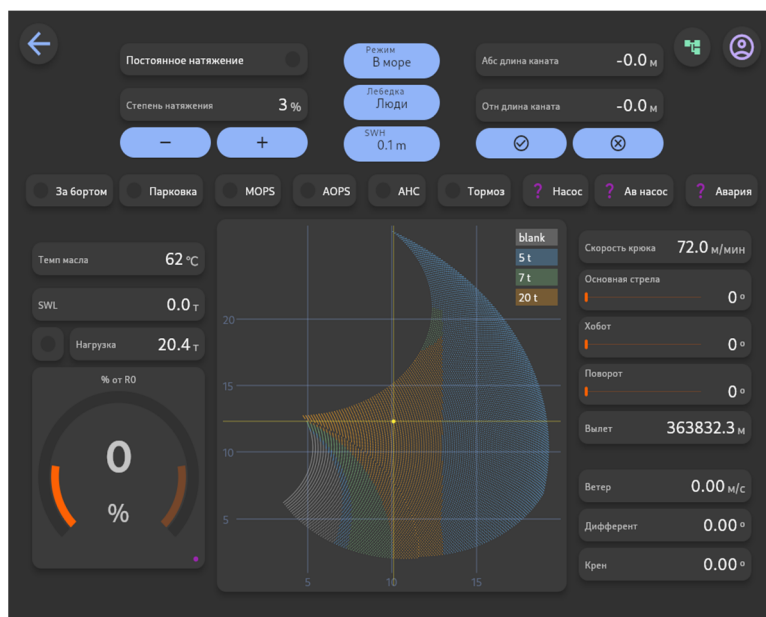 Постоянное натяжение
Режим
В море
Абс длина каната -0.0 м
Степень натяжения 3 %
Лебедка
Люди
Отн длина каната -0.0 м
− +
SWH
0.1 m
За бортом Парковка MOPS AOPS AHC Тормоз ? Насос ? Ав насос ? Авария
Темп масла 62 °C
SWL 0.0 т
Нагрузка 20.4 т
% от R0
0
%
blank
5 t
7 t
20 t
20
15
10
5
5 10 15
Скорость крюка 72.0 м/мин
Основная стрела
0 °
Хобот
0 °
Поворот
0 °
Вылет 363832.3 м
Ветер 0.00 м/с
Дифферент 0.00 °
Крен 0.00 °